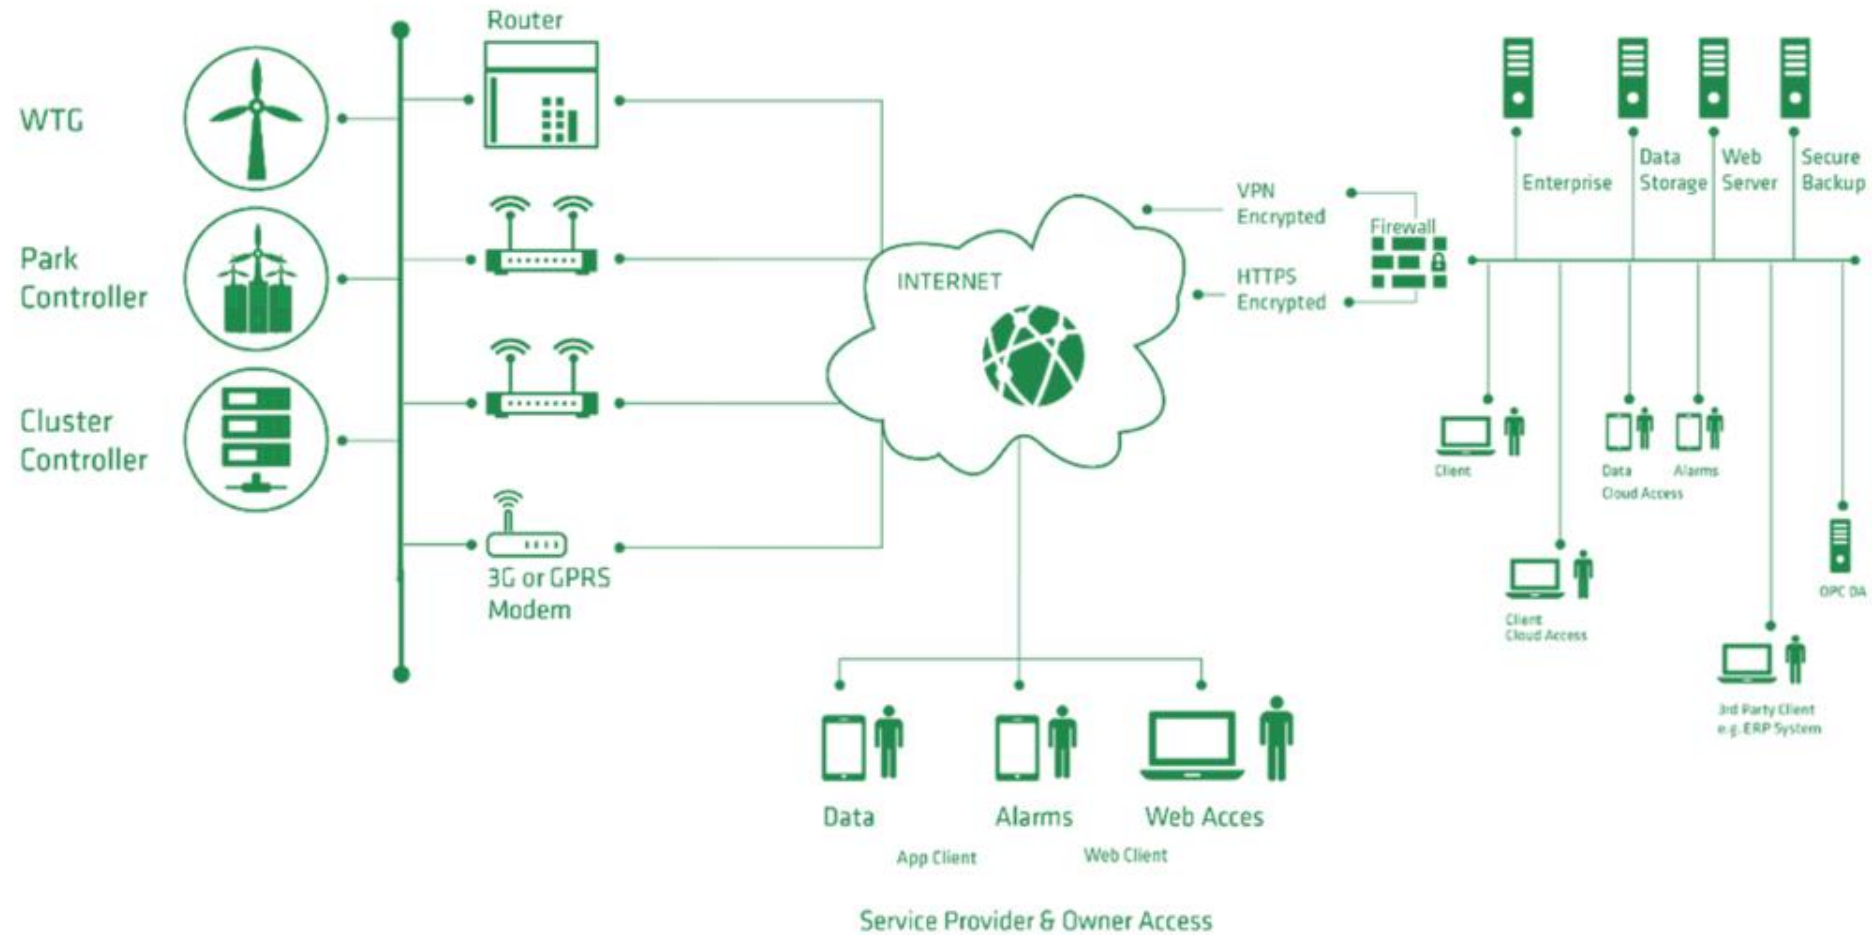 WTG
Park
Controller
Cluster
Controller
Router
3G or GPRS
Modem
INTERNET
VPN
Encrypted
HTTPS
Encrypted
Firewall
Enterprise
Data
Storage
Web
Server
Secure
Backup
Client
Data
Alarms
Cloud Access
Client
Cloud Access
OPC DA
3rd Party Client
e.g. ERP System
Data
Alarms
Web Acces
App Client
Web Client
Service Provider & Owner Access